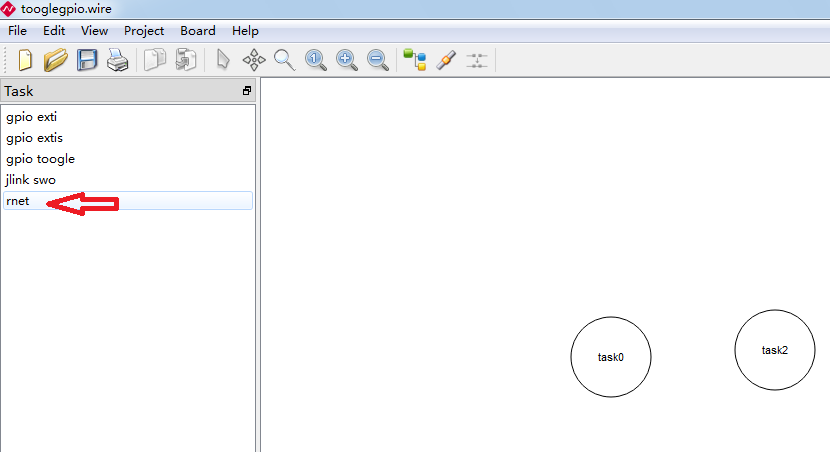 tooglegpio.wire
File Edit View Project Board Help
Task
gpio exti
gpio extis
gpio toogle
jlink swo
rnet
task0
task2